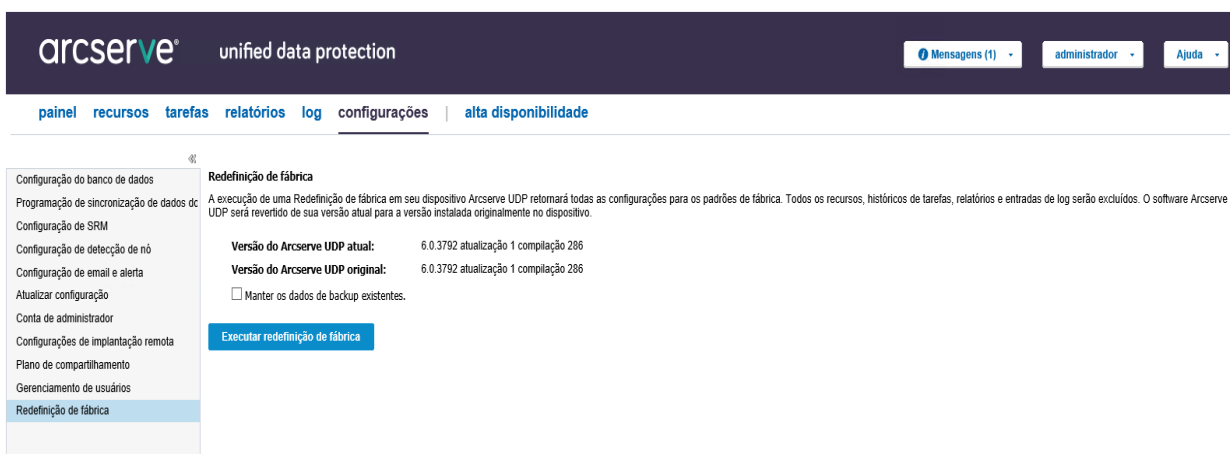 arcserve® unified data protection
Mensagens (1) administrador Ajuda
painel recursos tarefas relatórios log configurações | alta disponibilidade
Configuração do banco de dados
Programação de sincronização de dados dc
Configuração de SRM
Configuração de detecção de nó
Configuração de email e alerta
Atualizar configuração
Conta de administrador
Configurações de implantação remota
Plano de compartilhamento
Gerenciamento de usuários
Redefinição de fábrica
Redefinição de fábrica
A execução de uma Redefinição de fábrica em seu dispositivo Arcserve UDP retornará todas as configurações para os padrões de fábrica. Todos os recursos, históricos de tarefas, relatórios e entradas de log serão excluídos. O software Arcserve
UDP será revertido de sua versão atual para a versão instalada originalmente no dispositivo.
Versão do Arcserve UDP atual: 6.0.3792 atualização 1 compilação 286
Versão do Arcserve UDP original: 6.0.3792 atualização 1 compilação 286
Manter os dados de backup existentes.
Executar redefinição de fábrica